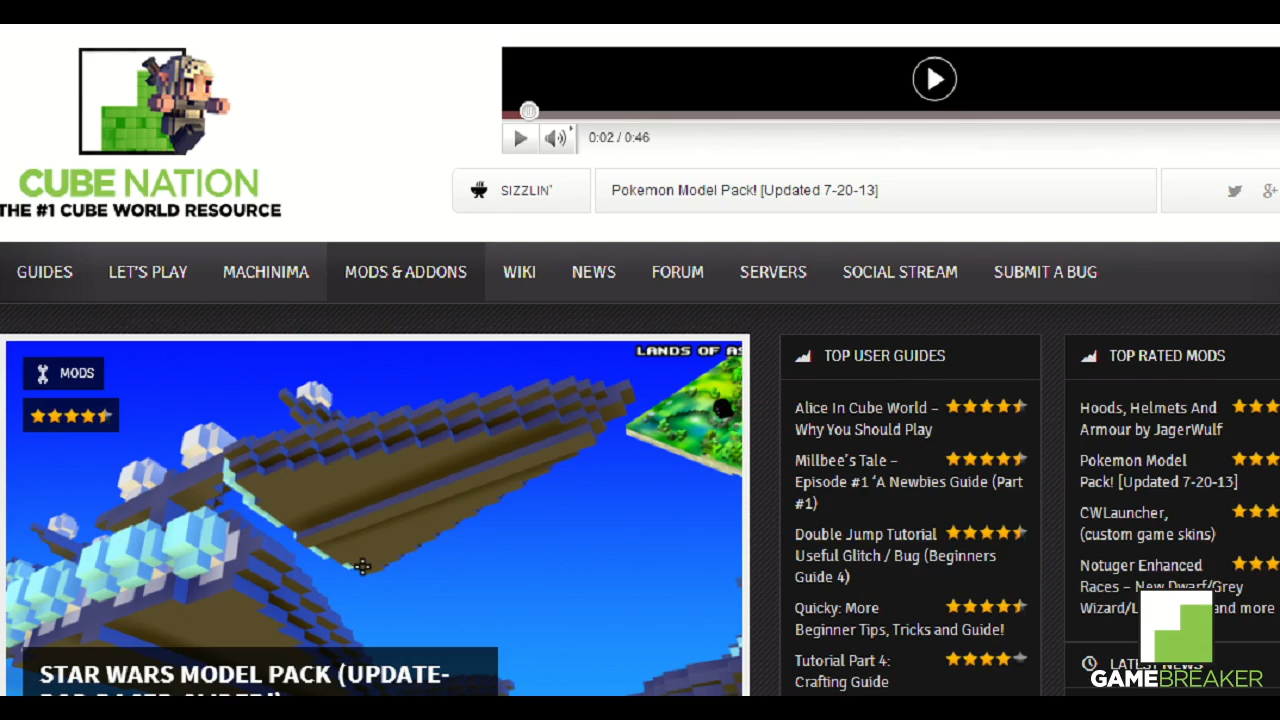 CUBE NATION
THE #1 CUBE WORLD RESOURCE
0:02 / 0:46
SIZZLIN'
Pokemon Model Pack! [Updated 7-20-13]
GUIDES
LET'S PLAY
MACHINIMA
MODS & ADDONS
WIKI
NEWS
FORUM
SERVERS
SOCIAL STREAM
SUBMIT A BUG
MODS
LANDS OF
STAR WARS MODEL PACK (UPDATE-
TOP USER GUIDES
Alice In Cube World –
Why You Should Play
Millbee's Tale –
Episode #1 'A Newbies Guide (Part
#1)
Double Jump Tutorial
Useful Glitch / Bug (Beginners
Guide 4)
Quicky: More
Beginner Tips, Tricks and Guide!
Tutorial Part 4:
Crafting Guide
TOP RATED MODS
Hoods, Helmets And
Armour by JagerWulf
Pokemon Model
Pack! [Updated 7-20-13]
CWLauncher,
(custom game skins)
Notuger Enhanced
Races – New Dwarf/Grey
and more
LATEST NEWS
GAMEBREAKER